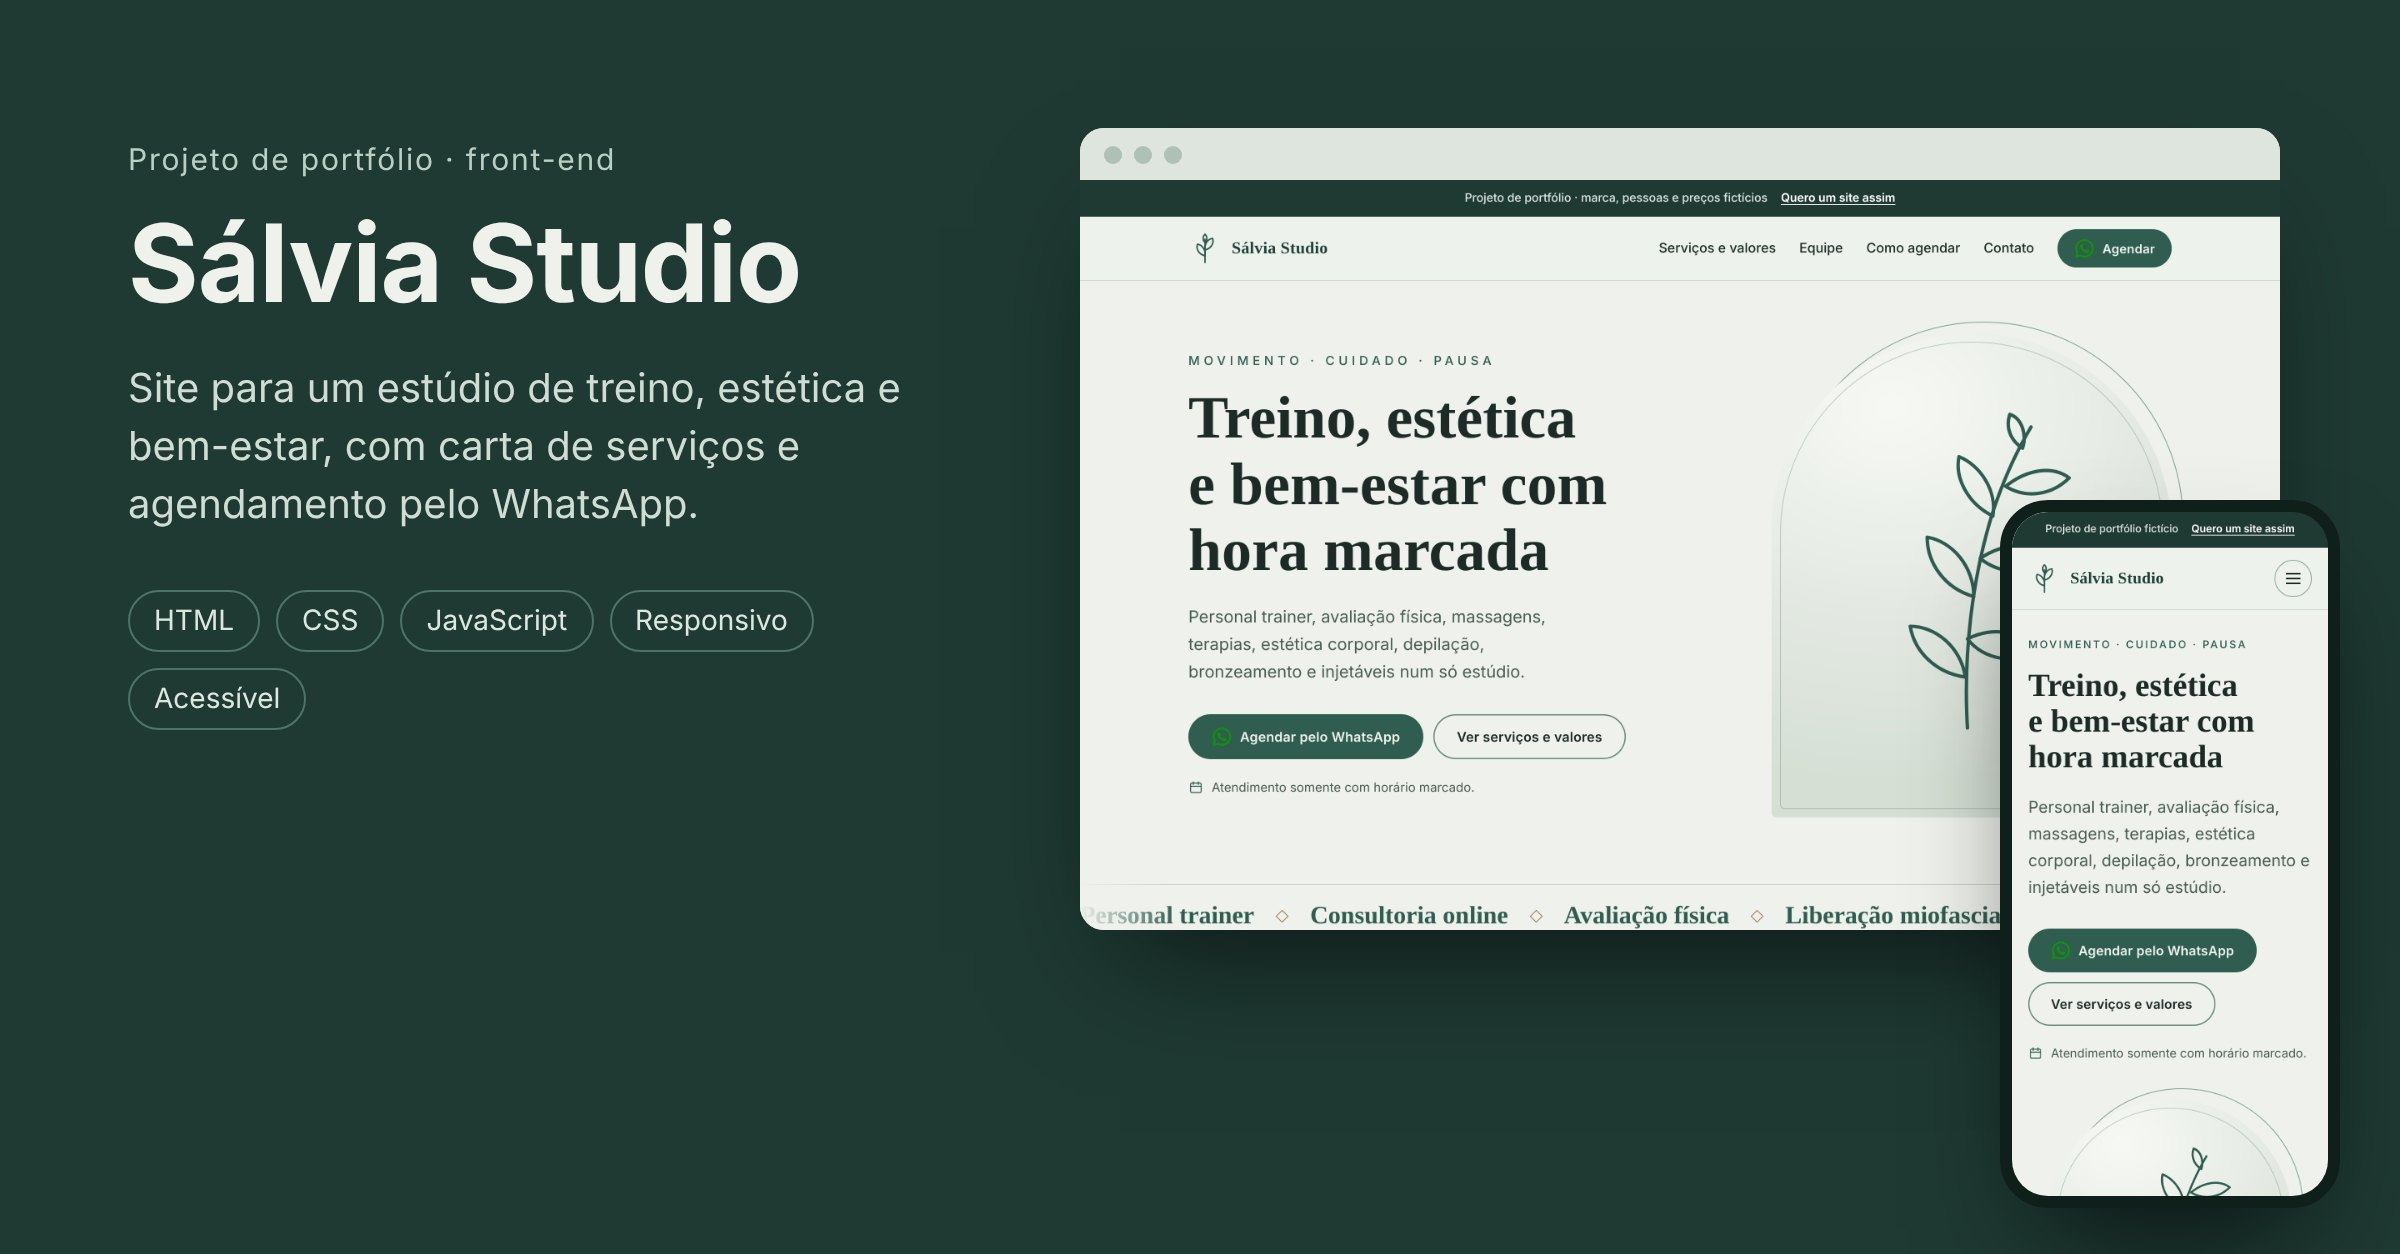 Projeto de portfólio · front-end
Sálvia Studio
Site para um estúdio de treino, estética e
bem-estar, com carta de serviços e
agendamento pelo WhatsApp.
HTML
CSS
JavaScript
Responsivo
Acessível
Projeto de portfólio · marca, pessoas e preços fictícios Quero um site assim
Sálvia Studio
Serviços e valores
Equipe
Como agendar
Contato
Agendar
MOVIMENTO · CUIDADO · PAUSA
Treino, estética
e bem-estar com
hora marcada
Personal trainer, avaliação física, massagens,
terapias, estética corporal, depilação,
bronzeamento e injetáveis num só estúdio.
Agendar pelo WhatsApp
Ver serviços e valores
Atendimento somente com horário marcado.
Personal trainer ◇ Consultoria online ◇ Avaliação física ◇ Liberação miofascia
Projeto de portfólio fictício Quero um site assim
Sálvia Studio
MOVIMENTO · CUIDADO · PAUSA
Treino, estética
e bem-estar com
hora marcada
Personal trainer, avaliação física,
massagens, terapias, estética
corporal, depilação, bronzeamento e
injetáveis num só estúdio.
Agendar pelo WhatsApp
Ver serviços e valores
Atendimento somente com horário marcado.